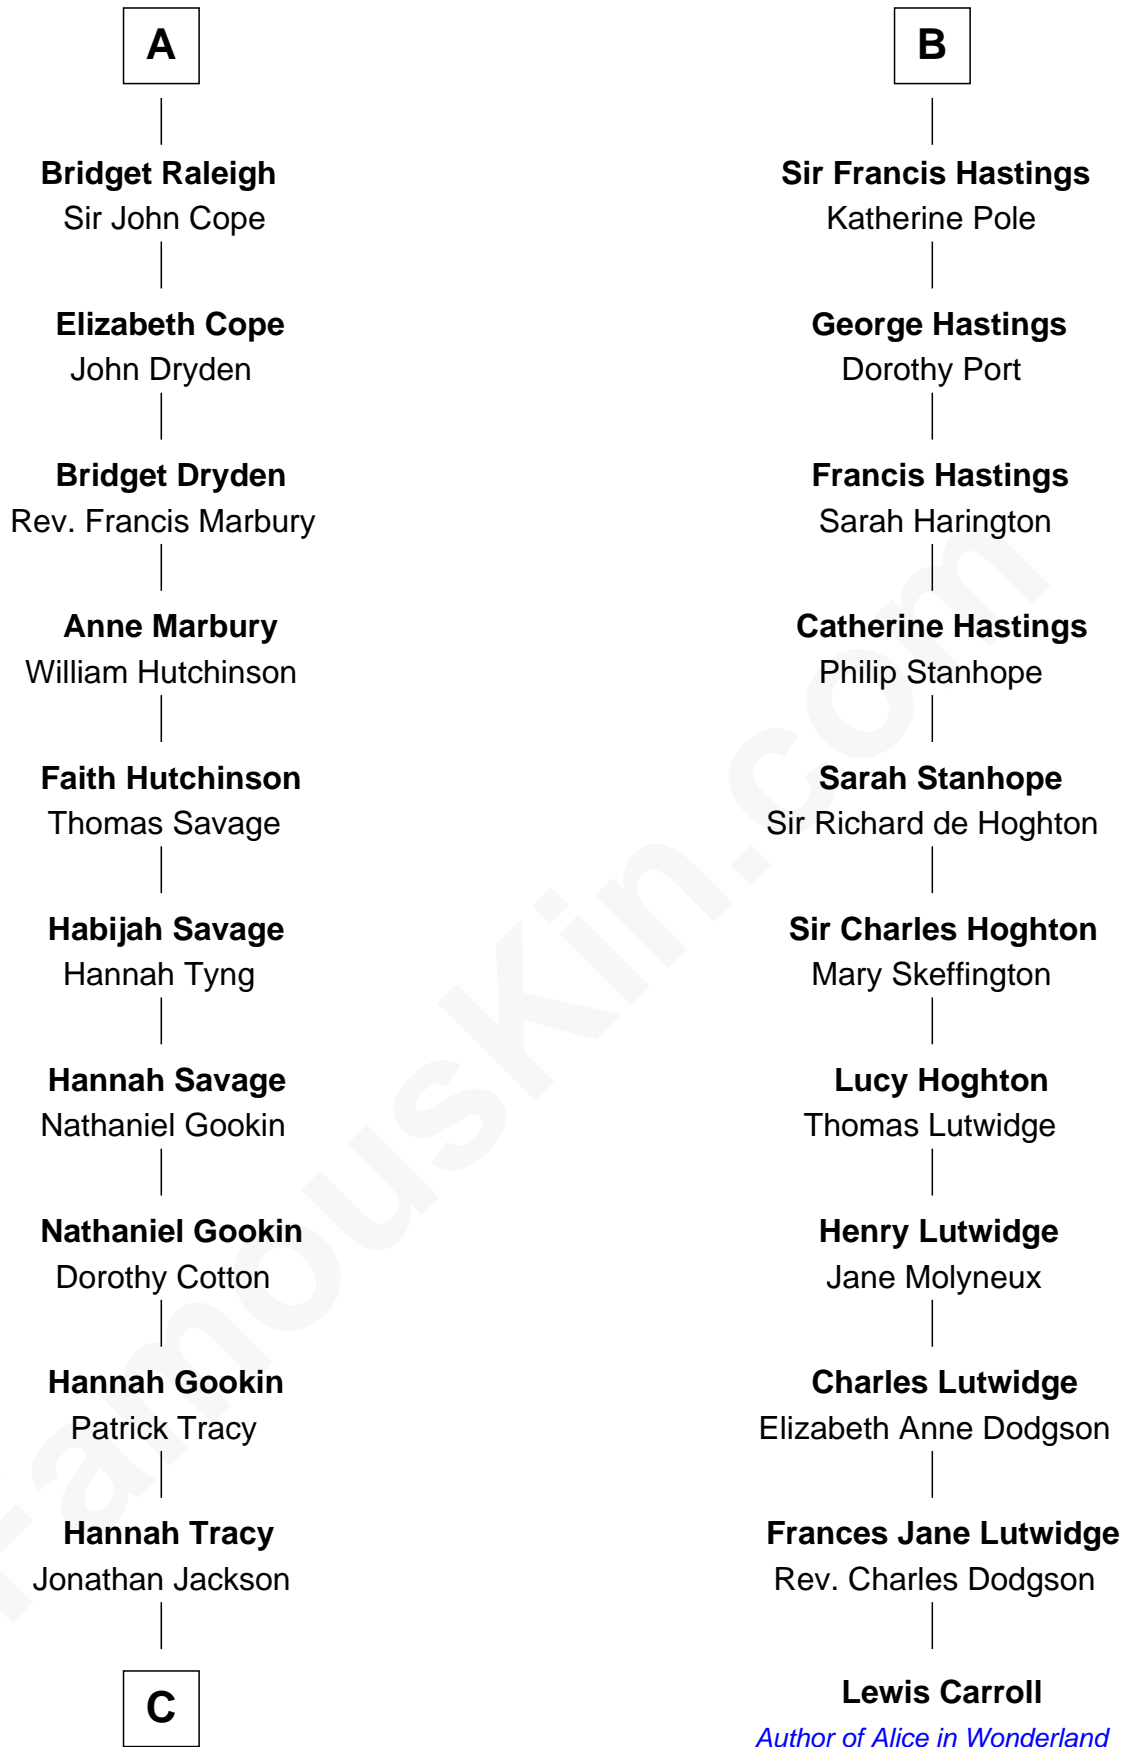 A
Bridget Raleigh
Sir John Cope
Elizabeth Cope
John Dryden
Bridget Dryden
Rev. Francis Marbury
Anne Marbury
William Hutchinson
Faith Hutchinson
Thomas Savage
Habijah Savage
Hannah Tyng
Hannah Savage
Nathaniel Gookin
Nathaniel Gookin
Dorothy Cotton
Hannah Gookin
Patrick Tracy
Hannah Tracy
Jonathan Jackson
C
B
Sir Francis Hastings
Katherine Pole
George Hastings
Dorothy Port
Francis Hastings
Sarah Harington
Catherine Hastings
Philip Stanhope
Sarah Stanhope
Sir Richard de Hoghton
Sir Charles Hoghton
Mary Skeffington
Lucy Hoghton
Thomas Lutwidge
Henry Lutwidge
Jane Molyneux
Charles Lutwidge
Elizabeth Anne Dodgson
Frances Jane Lutwidge
Rev. Charles Dodgson
Lewis Carroll
Author of Alice in Wonderland
FamousKin.com